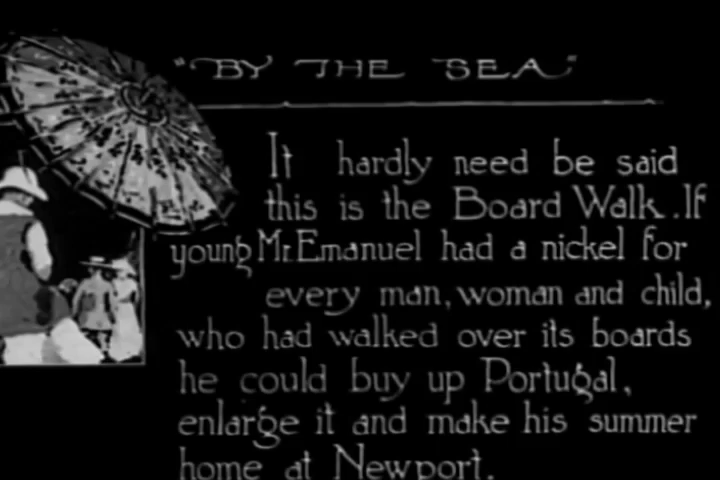 "BY THE SEA"
It hardly need be said
this is the Board Walk. If
young Mr. Emanuel had a nickel for
every man, woman and child,
who had walked over its boards
he could buy up Portugal,
enlarge it and make his summer
home at Newport.